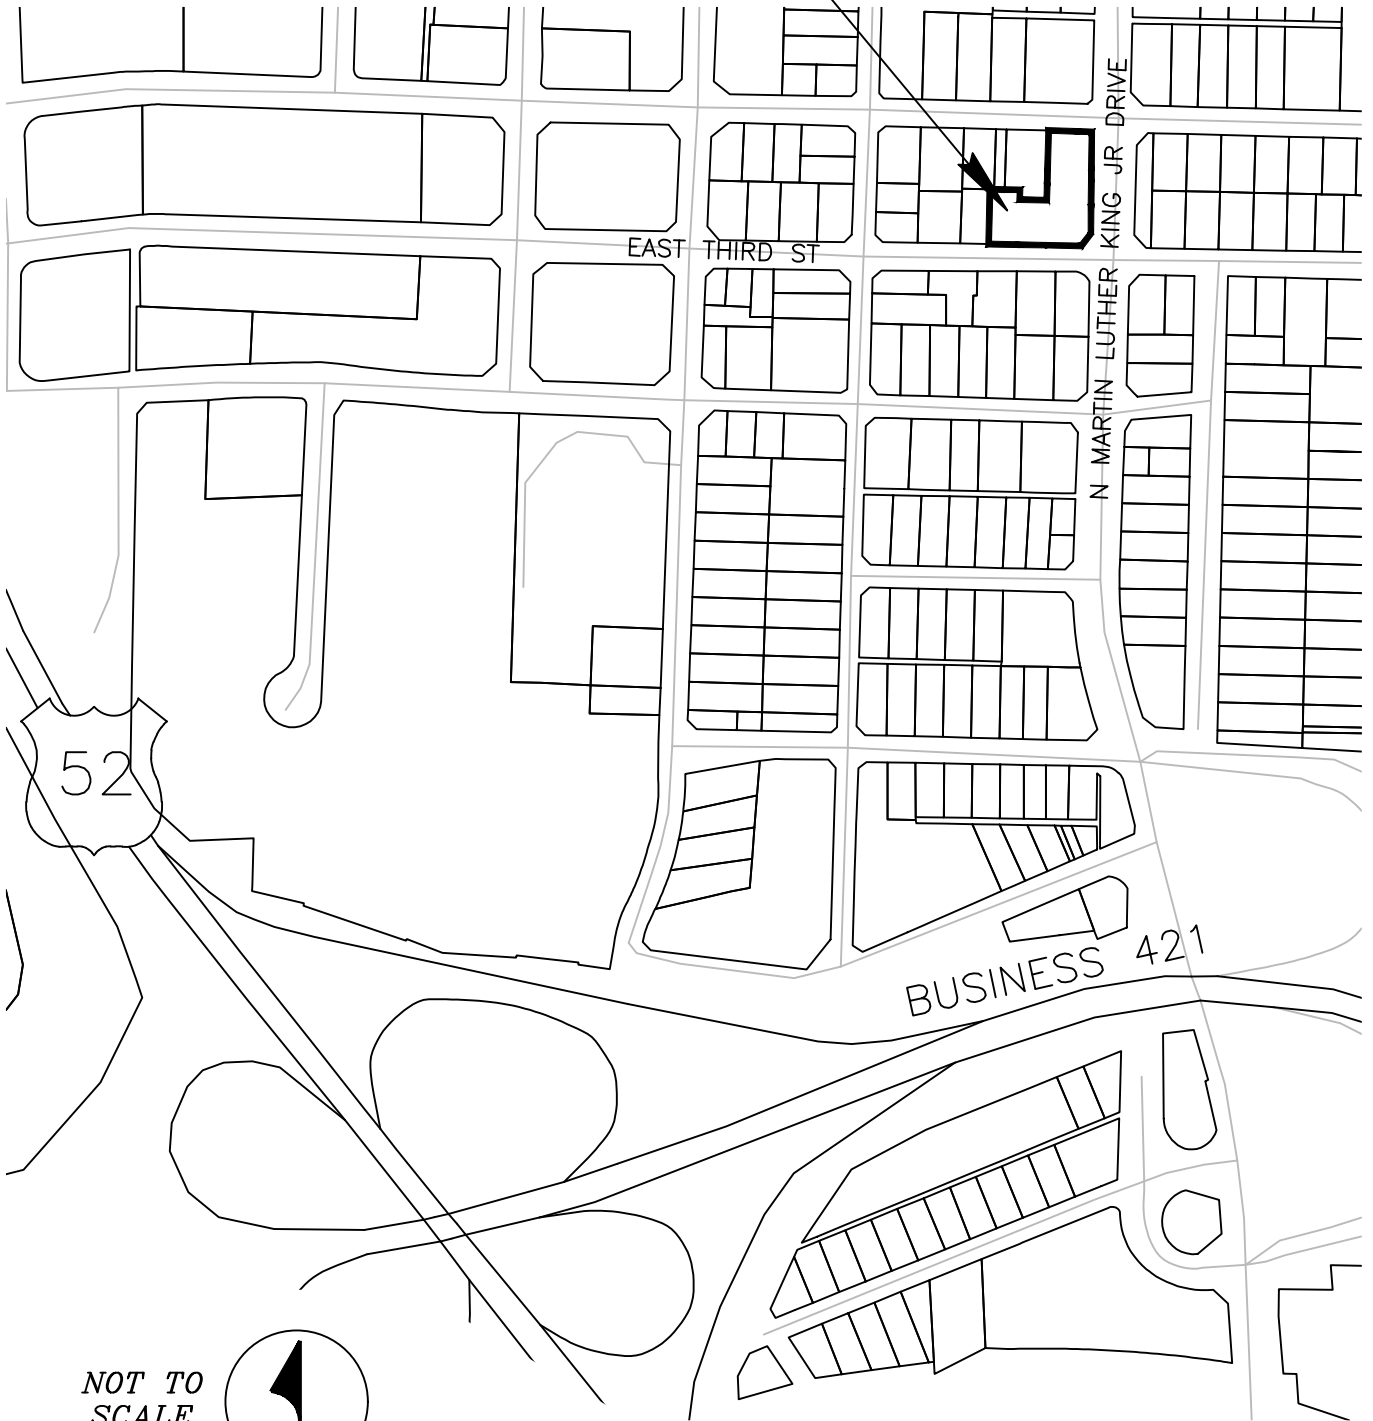 N MARTIN LUTHER KING JR DRIVE
EAST THIRD ST
52
BUSINESS 421
NOT TO
SCALE